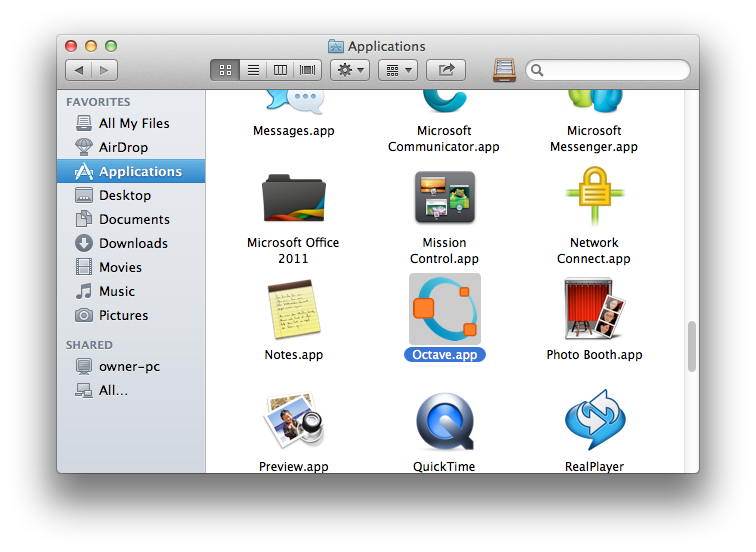 Applications
FAVORITES
All My Files
AirDrop
Applications
Desktop
Documents
Downloads
Movies
Music
Pictures
SHARED
owner-pc
All...
Messages.app
Microsoft
Communicator.app
Microsoft
Messenger.app
Microsoft Office
2011
Mission
Control.app
Network
Connect.app
Notes.app
Octave.app
Photo Booth.app
Preview.app
QuickTime
RealPlayer